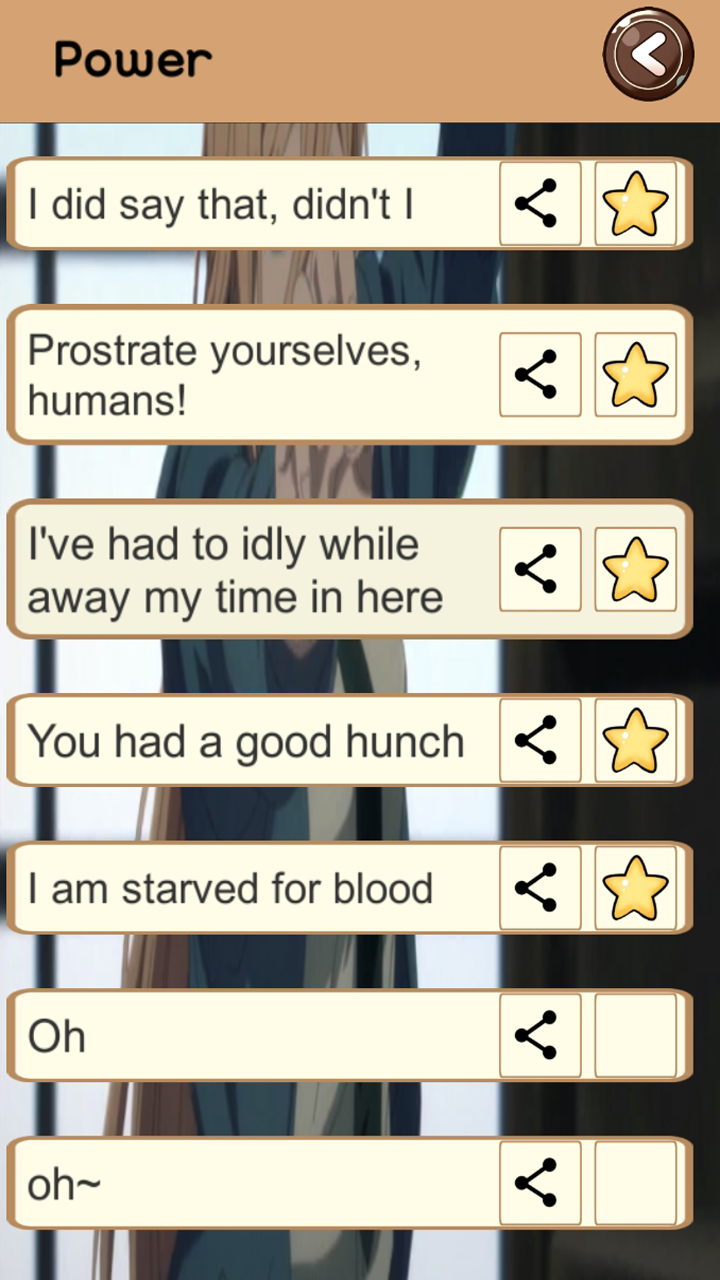 Power
I did say that, didn't I
Prostrate yourselves,
humans!
I've had to idly while
away my time in here
You had a good hunch
I am starved for blood
Oh
oh~